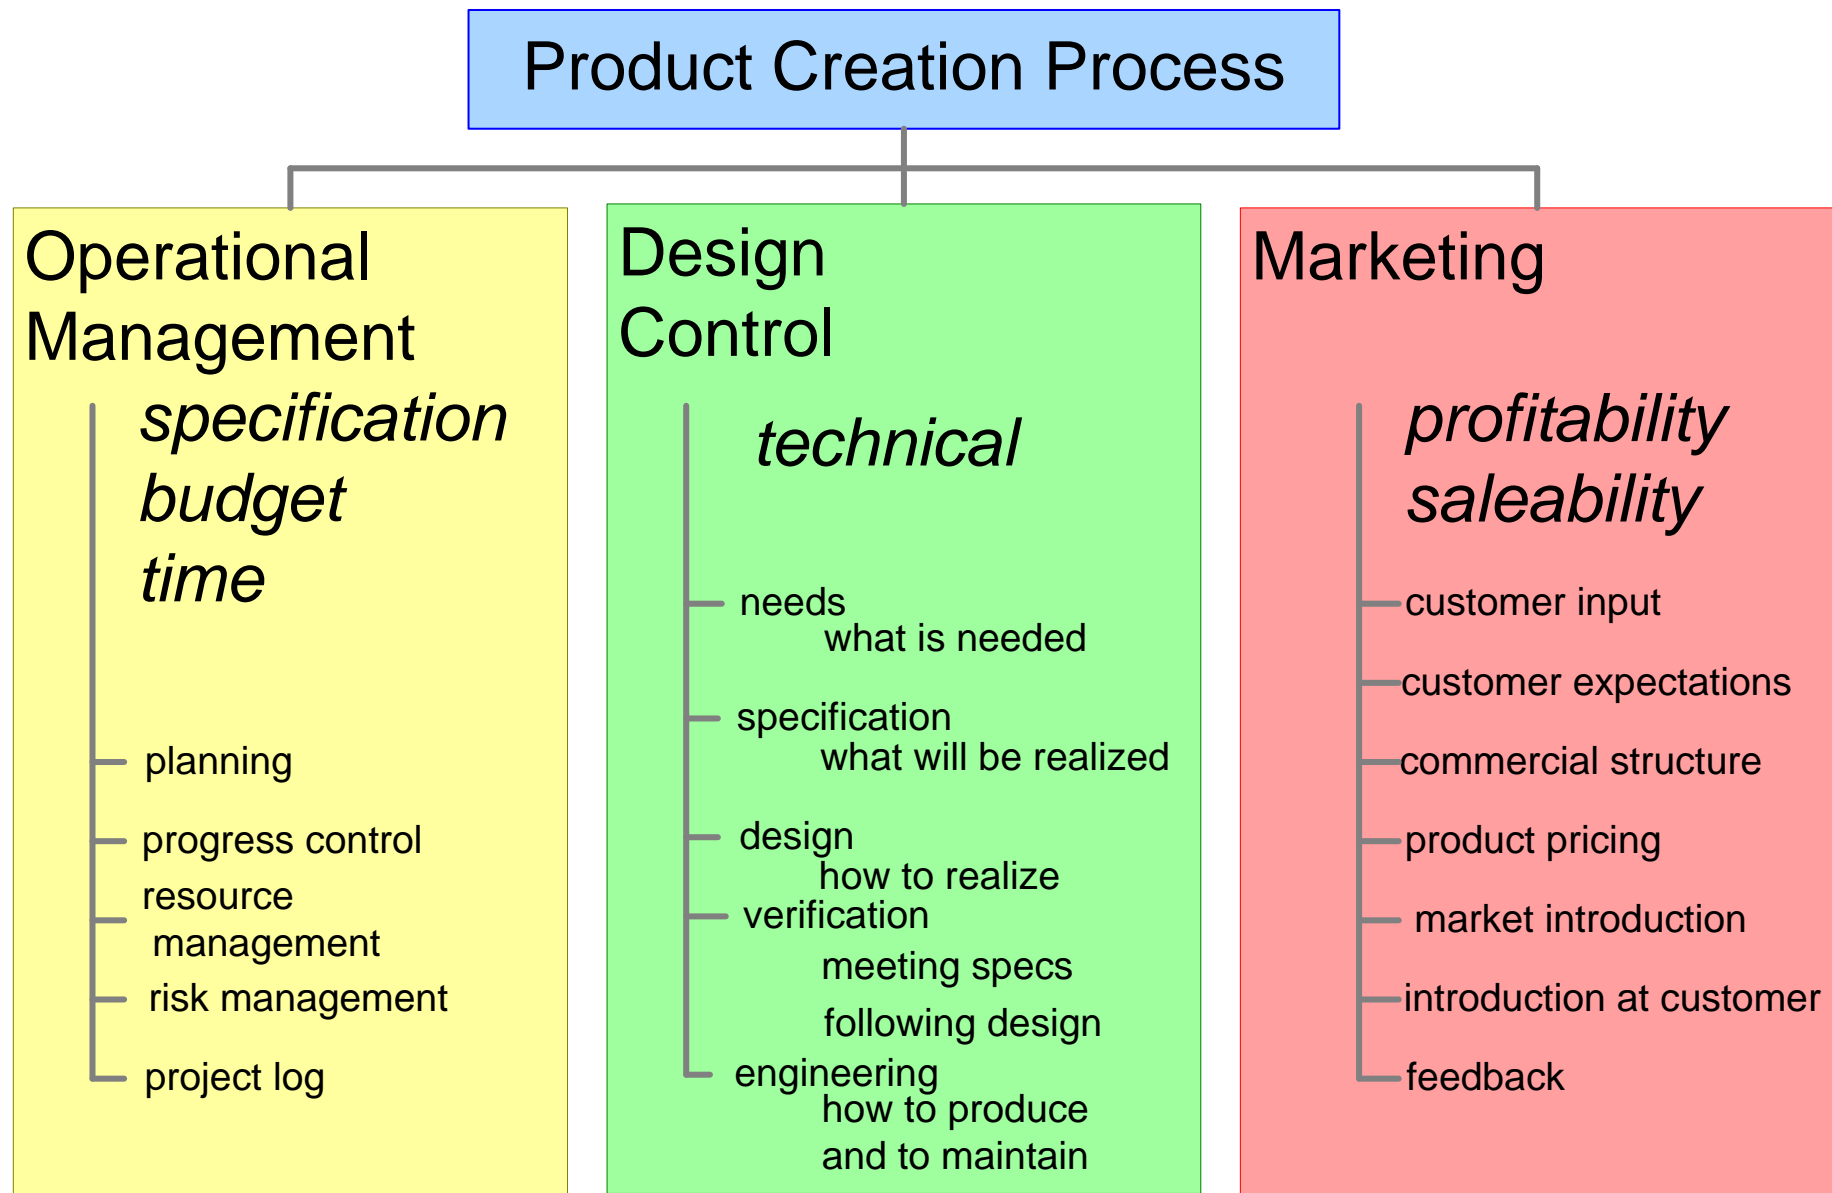 Product Creation Process
Operational
Management
specification
budget
time
planning
progress control
resource
management
risk management
project log
Design
Control
technical
needs
what is needed
specification
what will be realized
design
how to realize
verification
meeting specs
following design
engineering
how to produce
and to maintain
Marketing
profitability
saleability
customer input
customer expectations
commercial structure
product pricing
market introduction
introduction at customer
feedback